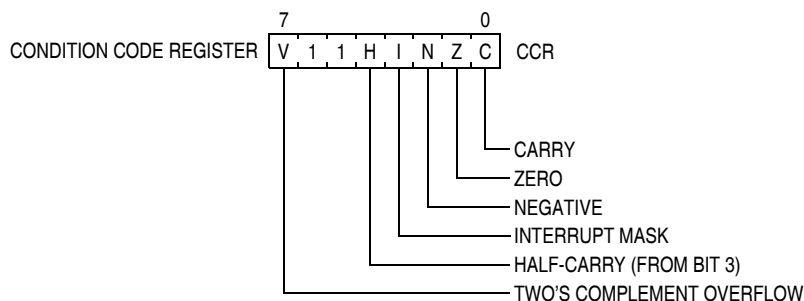 7 0
CONDITION CODE REGISTER V 1 1 H I N Z C CCR
CARRY
ZERO
NEGATIVE
INTERRUPT MASK
HALF-CARRY (FROM BIT 3)
TWO'S COMPLEMENT OVERFLOW